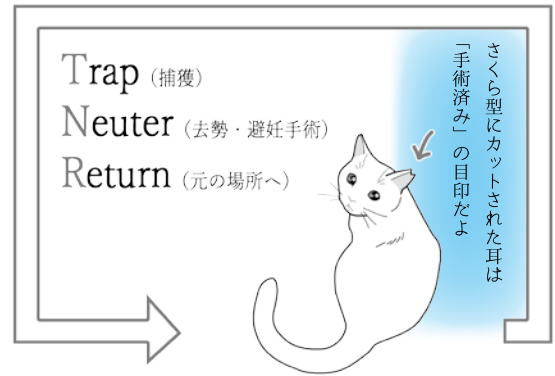 Trap（捕獲）
Neuter（去勢・避妊手術）
Return（元の場所へ）
さくら型にカットされた耳は
「手術済み」の目印だよ